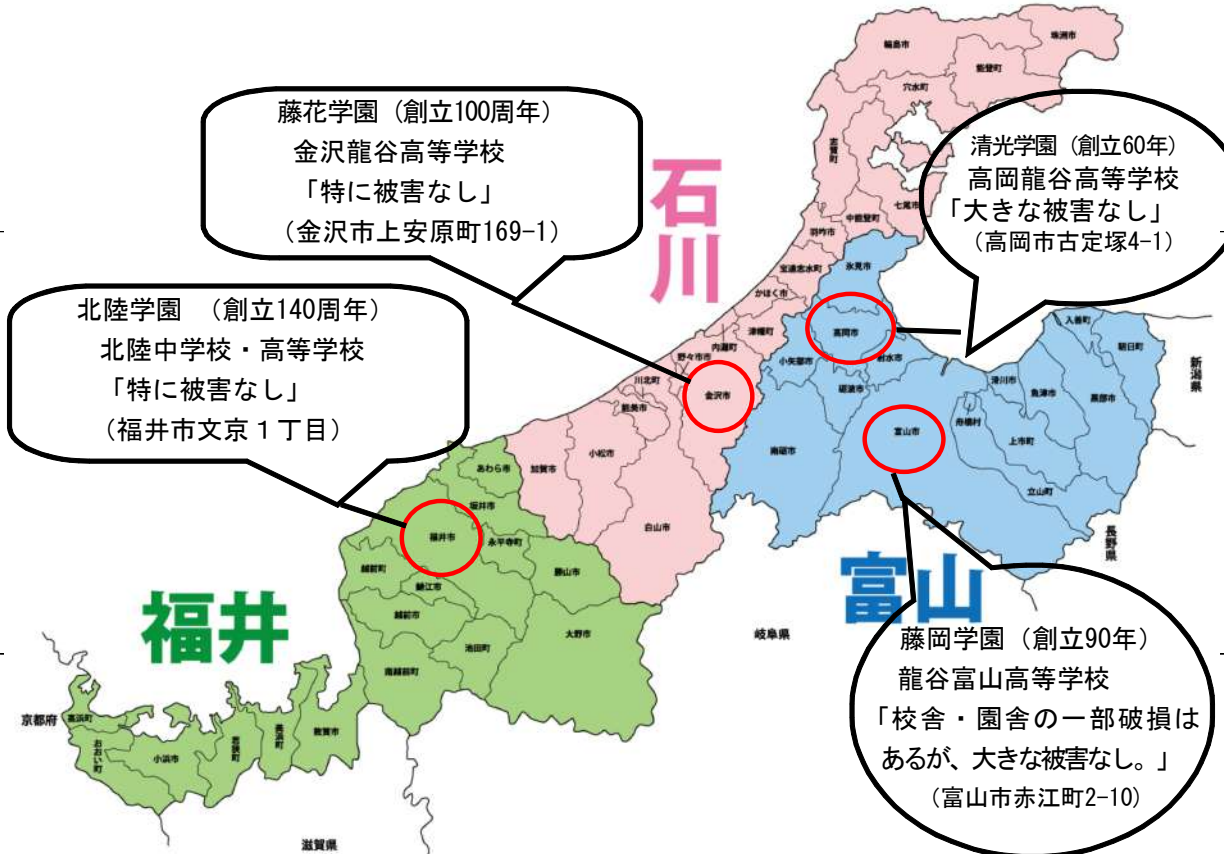 藤花学園（創立100周年）
金沢龍谷高等学校
「特に被害なし」
（金沢市上安原町169-1）
北陸学園　（創立140周年）
北陸中学校・高等学校
「特に被害なし」
（福井市文京１丁目）
清光学園（創立60年）
高岡龍谷高等学校
「大きな被害なし」
（高岡市古定塚4-1）
藤岡学園（創立90年）
龍谷富山高等学校
「校舎・園舎の一部破損は
あるが、大きな被害なし。」
（富山市赤江町2-10）
石川
輪島市
珠洲市
能登町
穴水町
志賀町
七尾市
中能登町
羽咋市
宝達志水町
かほく市
津幡町
内灘町
野々市市
金沢市
川北町
能美市
小松市
加賀市
白山市
富山
氷見市
高岡市
小矢部市
射水市
砺波市
南砺市
富山市
舟橋村
滑川市
上市町
立山町
魚津市
黒部市
入善町
朝日町
新潟県
長野県
岐阜県
福井
あわら市
坂井市
福井市
永平寺町
勝山市
越前町
鯖江市
越前市
池田町
大野市
南越前町
敦賀市
美浜町
若狭町
小浜市
おおい町
高浜町
京都府
滋賀県